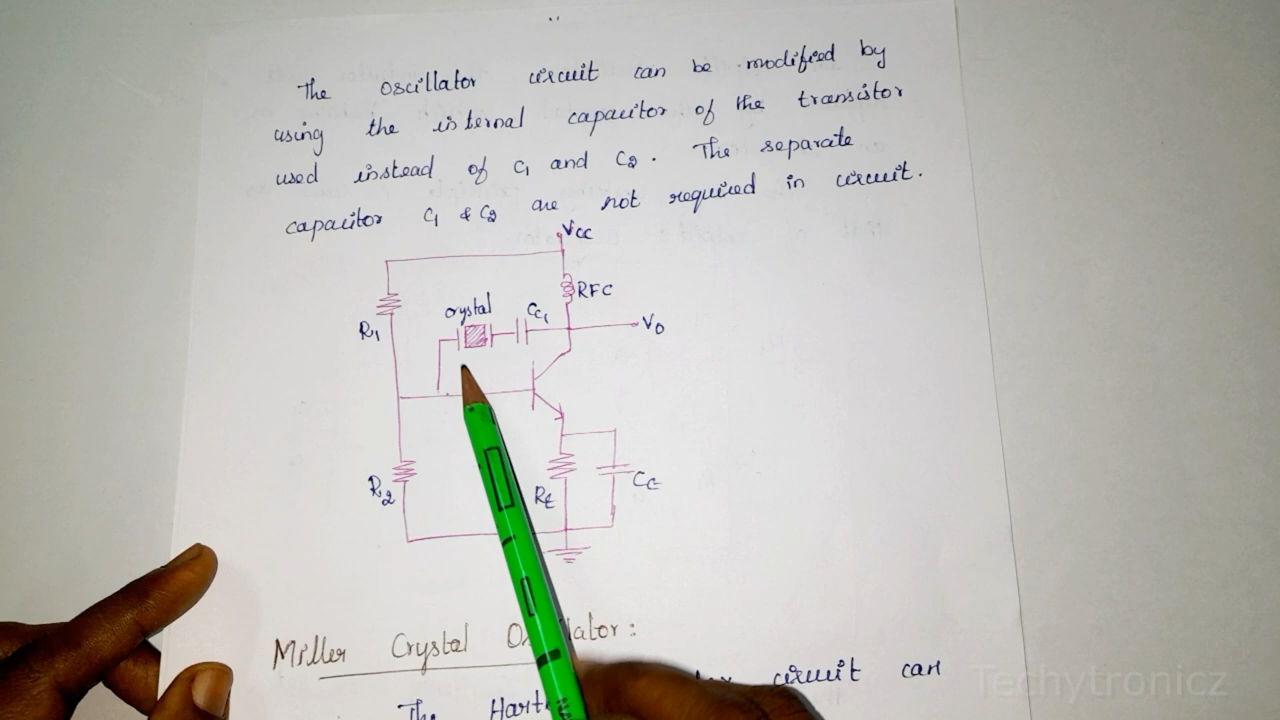 The oscillator circuit can be modified by
using the internal capacitor of the transistor
used instead of C1 and C2. The separate
capacitor C1 & C2 are not required in circuit.
VCC
RFC
crystal
CC1
R1
V0
R2
RE
CE
Miller Crystal
The circuit can
Techytronicz